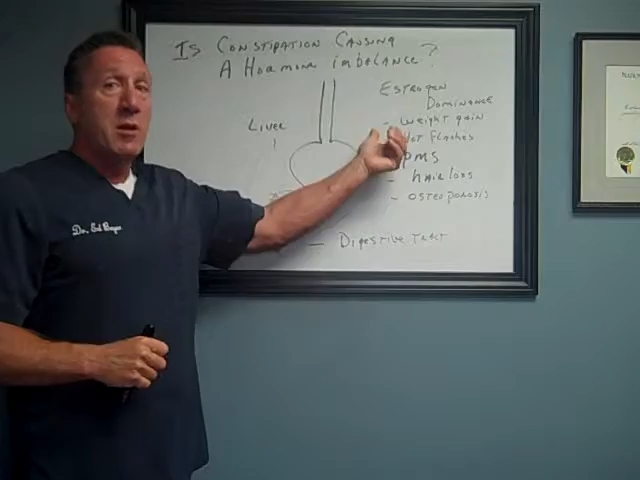 Is Constipation Causing
A Hormone imbalance?
Estrogen
Dominance
- weight gain
Hot flashes
PMS
- hair loss
- osteoporosis
Liver
- Digestive tract
Dr. Ed